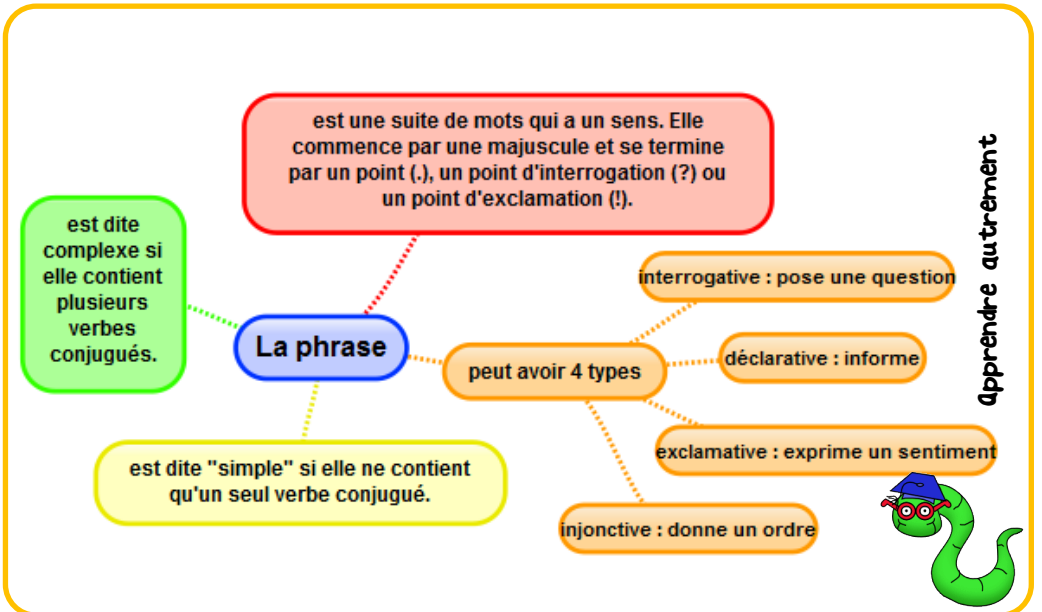 est une suite de mots qui a un sens. Elle
commence par une majuscule et se termine
par un point (.), un point d'interrogation (?) ou
un point d'exclamation (!).
est dite
complexe si
elle contient
plusieurs
verbes
conjugués.
La phrase
peut avoir 4 types
interrogative : pose une question
déclarative : informe
exclamative : exprime un sentiment
injonctive : donne un ordre
est dite "simple" si elle ne contient
qu'un seul verbe conjugué.
apprendre autrement